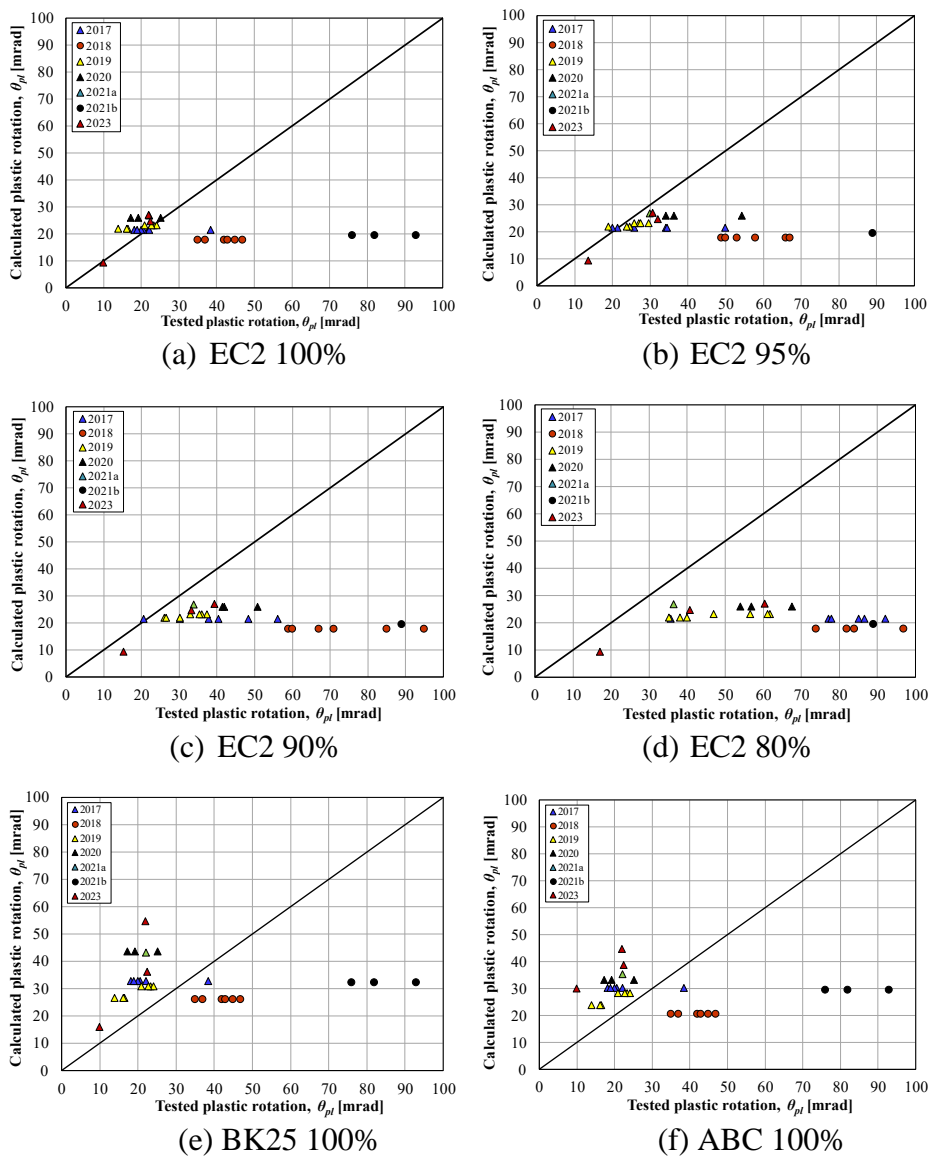 Calculated plastic rotation, θpl [mrad]
100
90
80
70
60
50
40
30
20
10
0
2017
2018
2019
2020
2021a
2021b
2023
0 10 20 30 40 50 60 70 80 90 100
Tested plastic rotation, θpl [mrad]
(a) EC2 100%
Calculated plastic rotation, θpl [mrad]
100
90
80
70
60
50
40
30
20
10
0
2017
2018
2019
2020
2021a
2021b
2023
0 10 20 30 40 50 60 70 80 90 100
Tested plastic rotation, θpl [mrad]
(b) EC2 95%
Calculated plastic rotation, θpl [mrad]
100
90
80
70
60
50
40
30
20
10
0
2017
2018
2019
2020
2021a
2021b
2023
0 10 20 30 40 50 60 70 80 90 100
Tested plastic rotation, θpl [mrad]
(c) EC2 90%
Calculated plastic rotation, θpl [mrad]
100
90
80
70
60
50
40
30
20
10
0
2017
2018
2019
2020
2021a
2021b
2023
0 10 20 30 40 50 60 70 80 90 100
Tested plastic rotation, θpl [mrad]
(d) EC2 80%
Calculated plastic rotation, θpl [mrad]
100
90
80
70
60
50
40
30
20
10
0
2017
2018
2019
2020
2021a
2021b
2023
0 10 20 30 40 50 60 70 80 90 100
Tested plastic rotation, θpl [mrad]
(e) BK25 100%
Calculated plastic rotation, θpl [mrad]
100
90
80
70
60
50
40
30
20
10
0
2017
2018
2019
2020
2021a
2021b
2023
0 10 20 30 40 50 60 70 80 90 100
Tested plastic rotation, θpl [mrad]
(f) ABC 100%